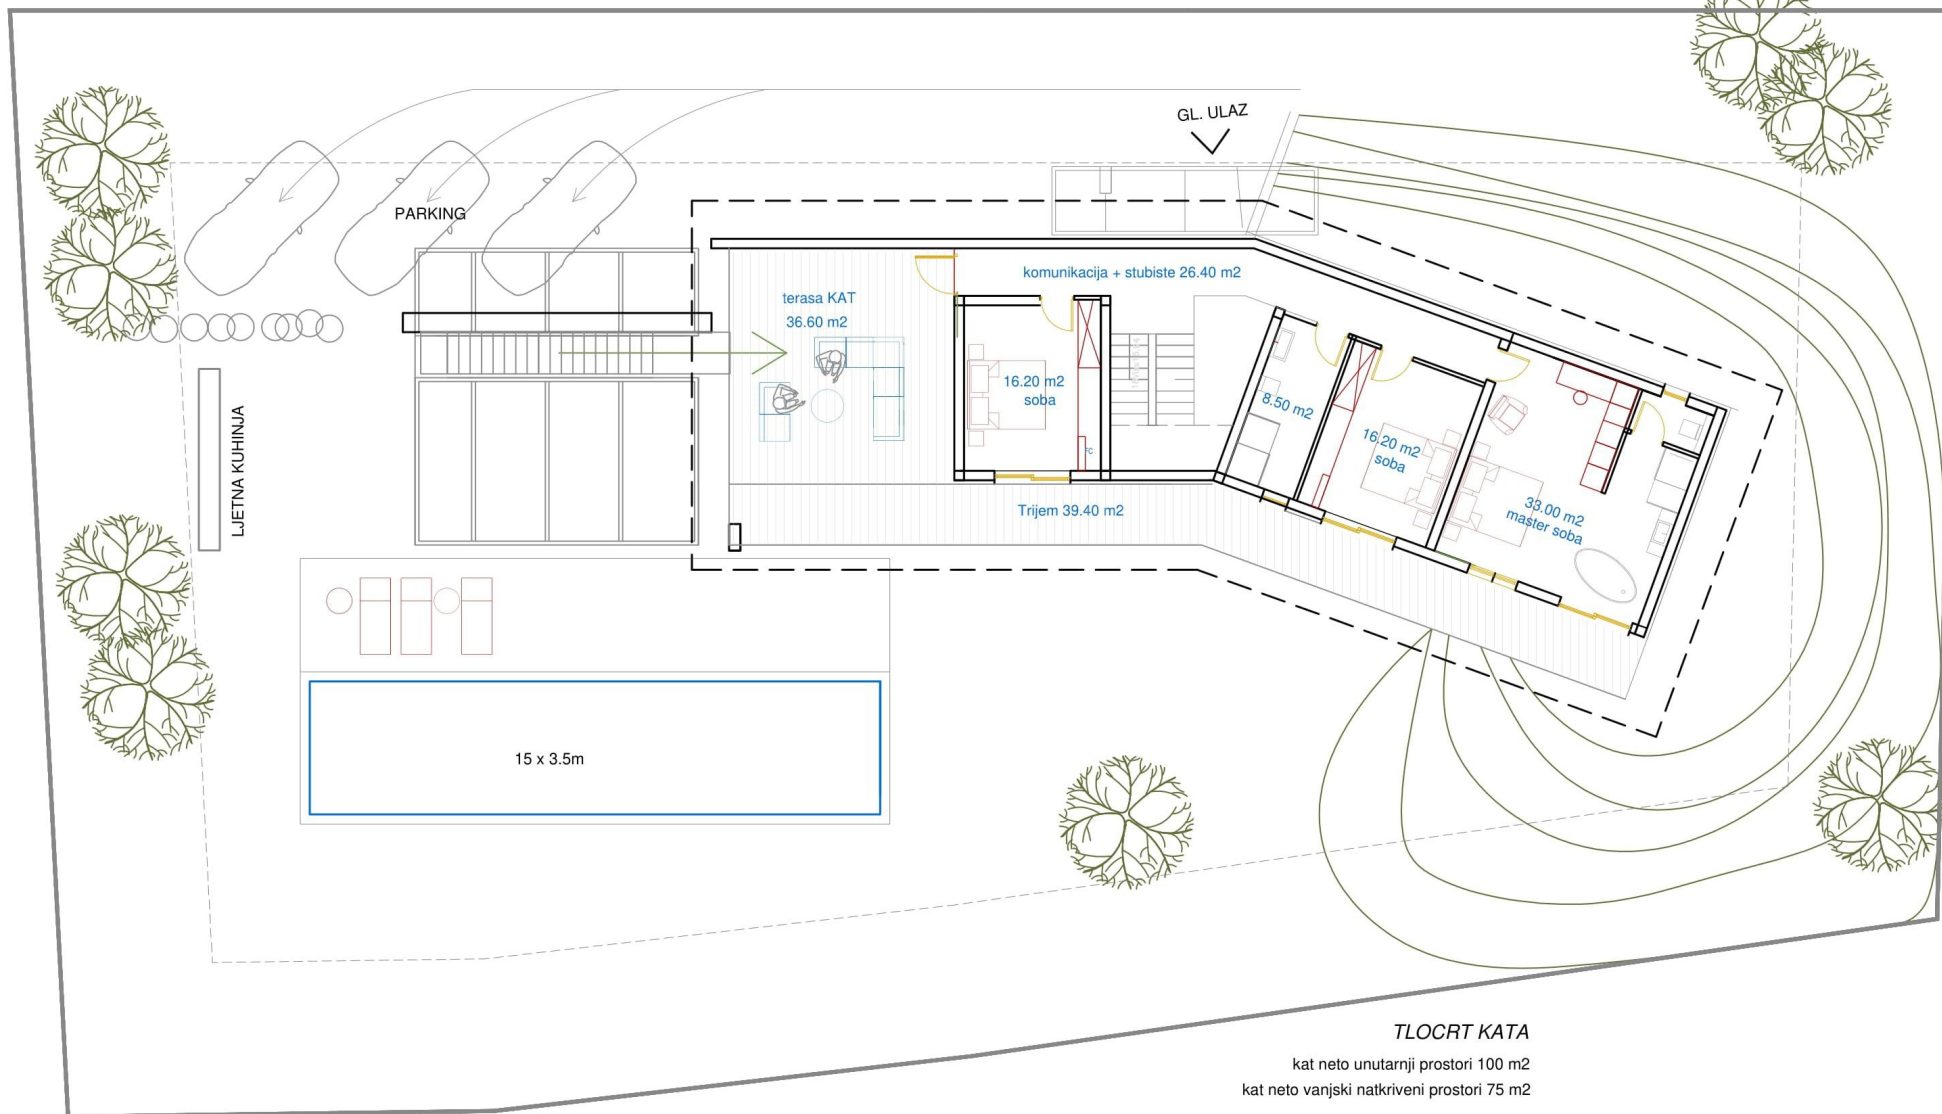 GL. ULAZ
PARKING
komunikacija + stubiste 26.40 m2
terasa KAT
36.60 m2
16.20 m2
soba
8.50 m2
16.20 m2
soba
LJETNA KUHINJA
33.00 m2
master soba
Trijem 39.40 m2
15 x 3.5m
TLOCRT KATA
kat neto unutarnji prostori 100 m2
kat neto vanjski natkriveni prostori 75 m2